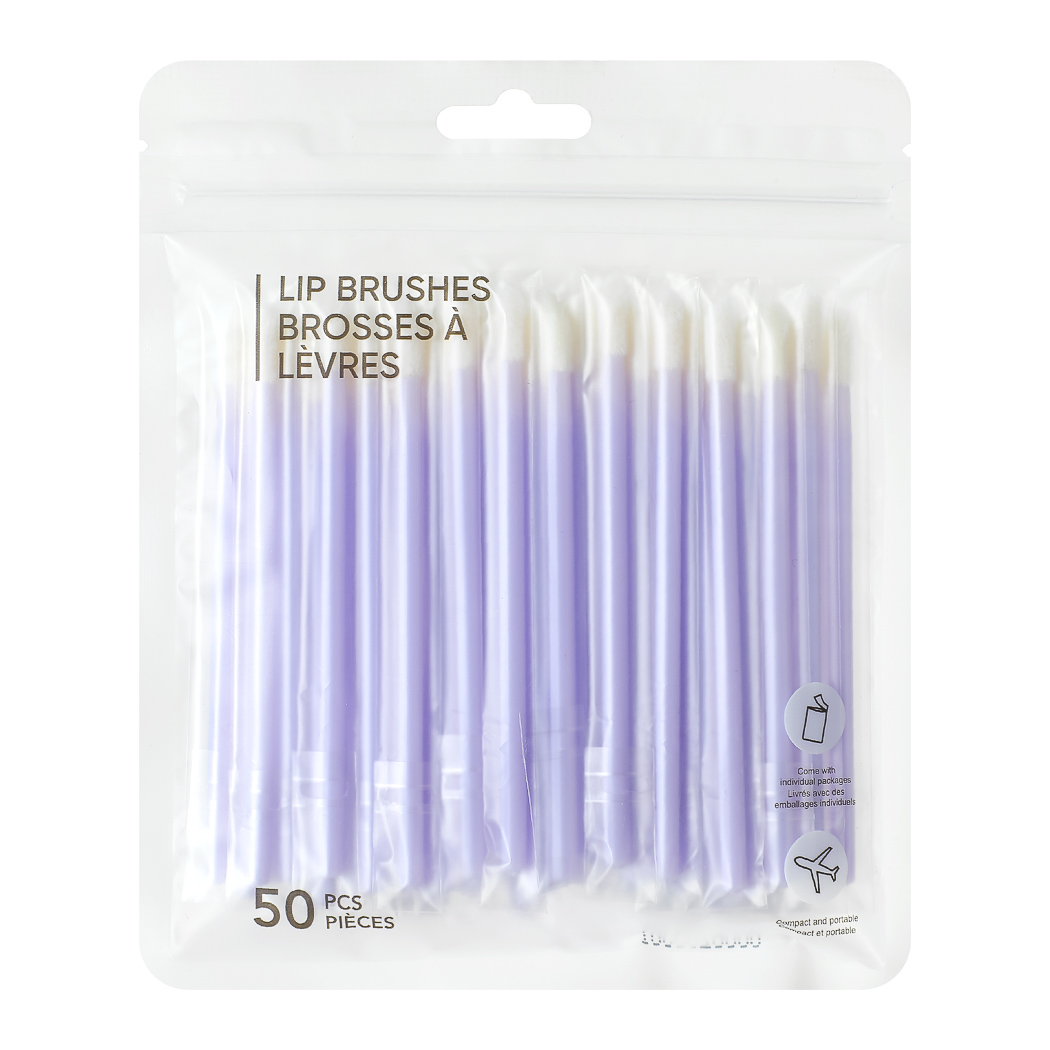 LIP BRUSHES
BROSSES À
LÈVRES
Come with
individual packages
Livrés avec des
emballages individuels
50 PCS
PIÈCES
Compact and portable
Compact et portable